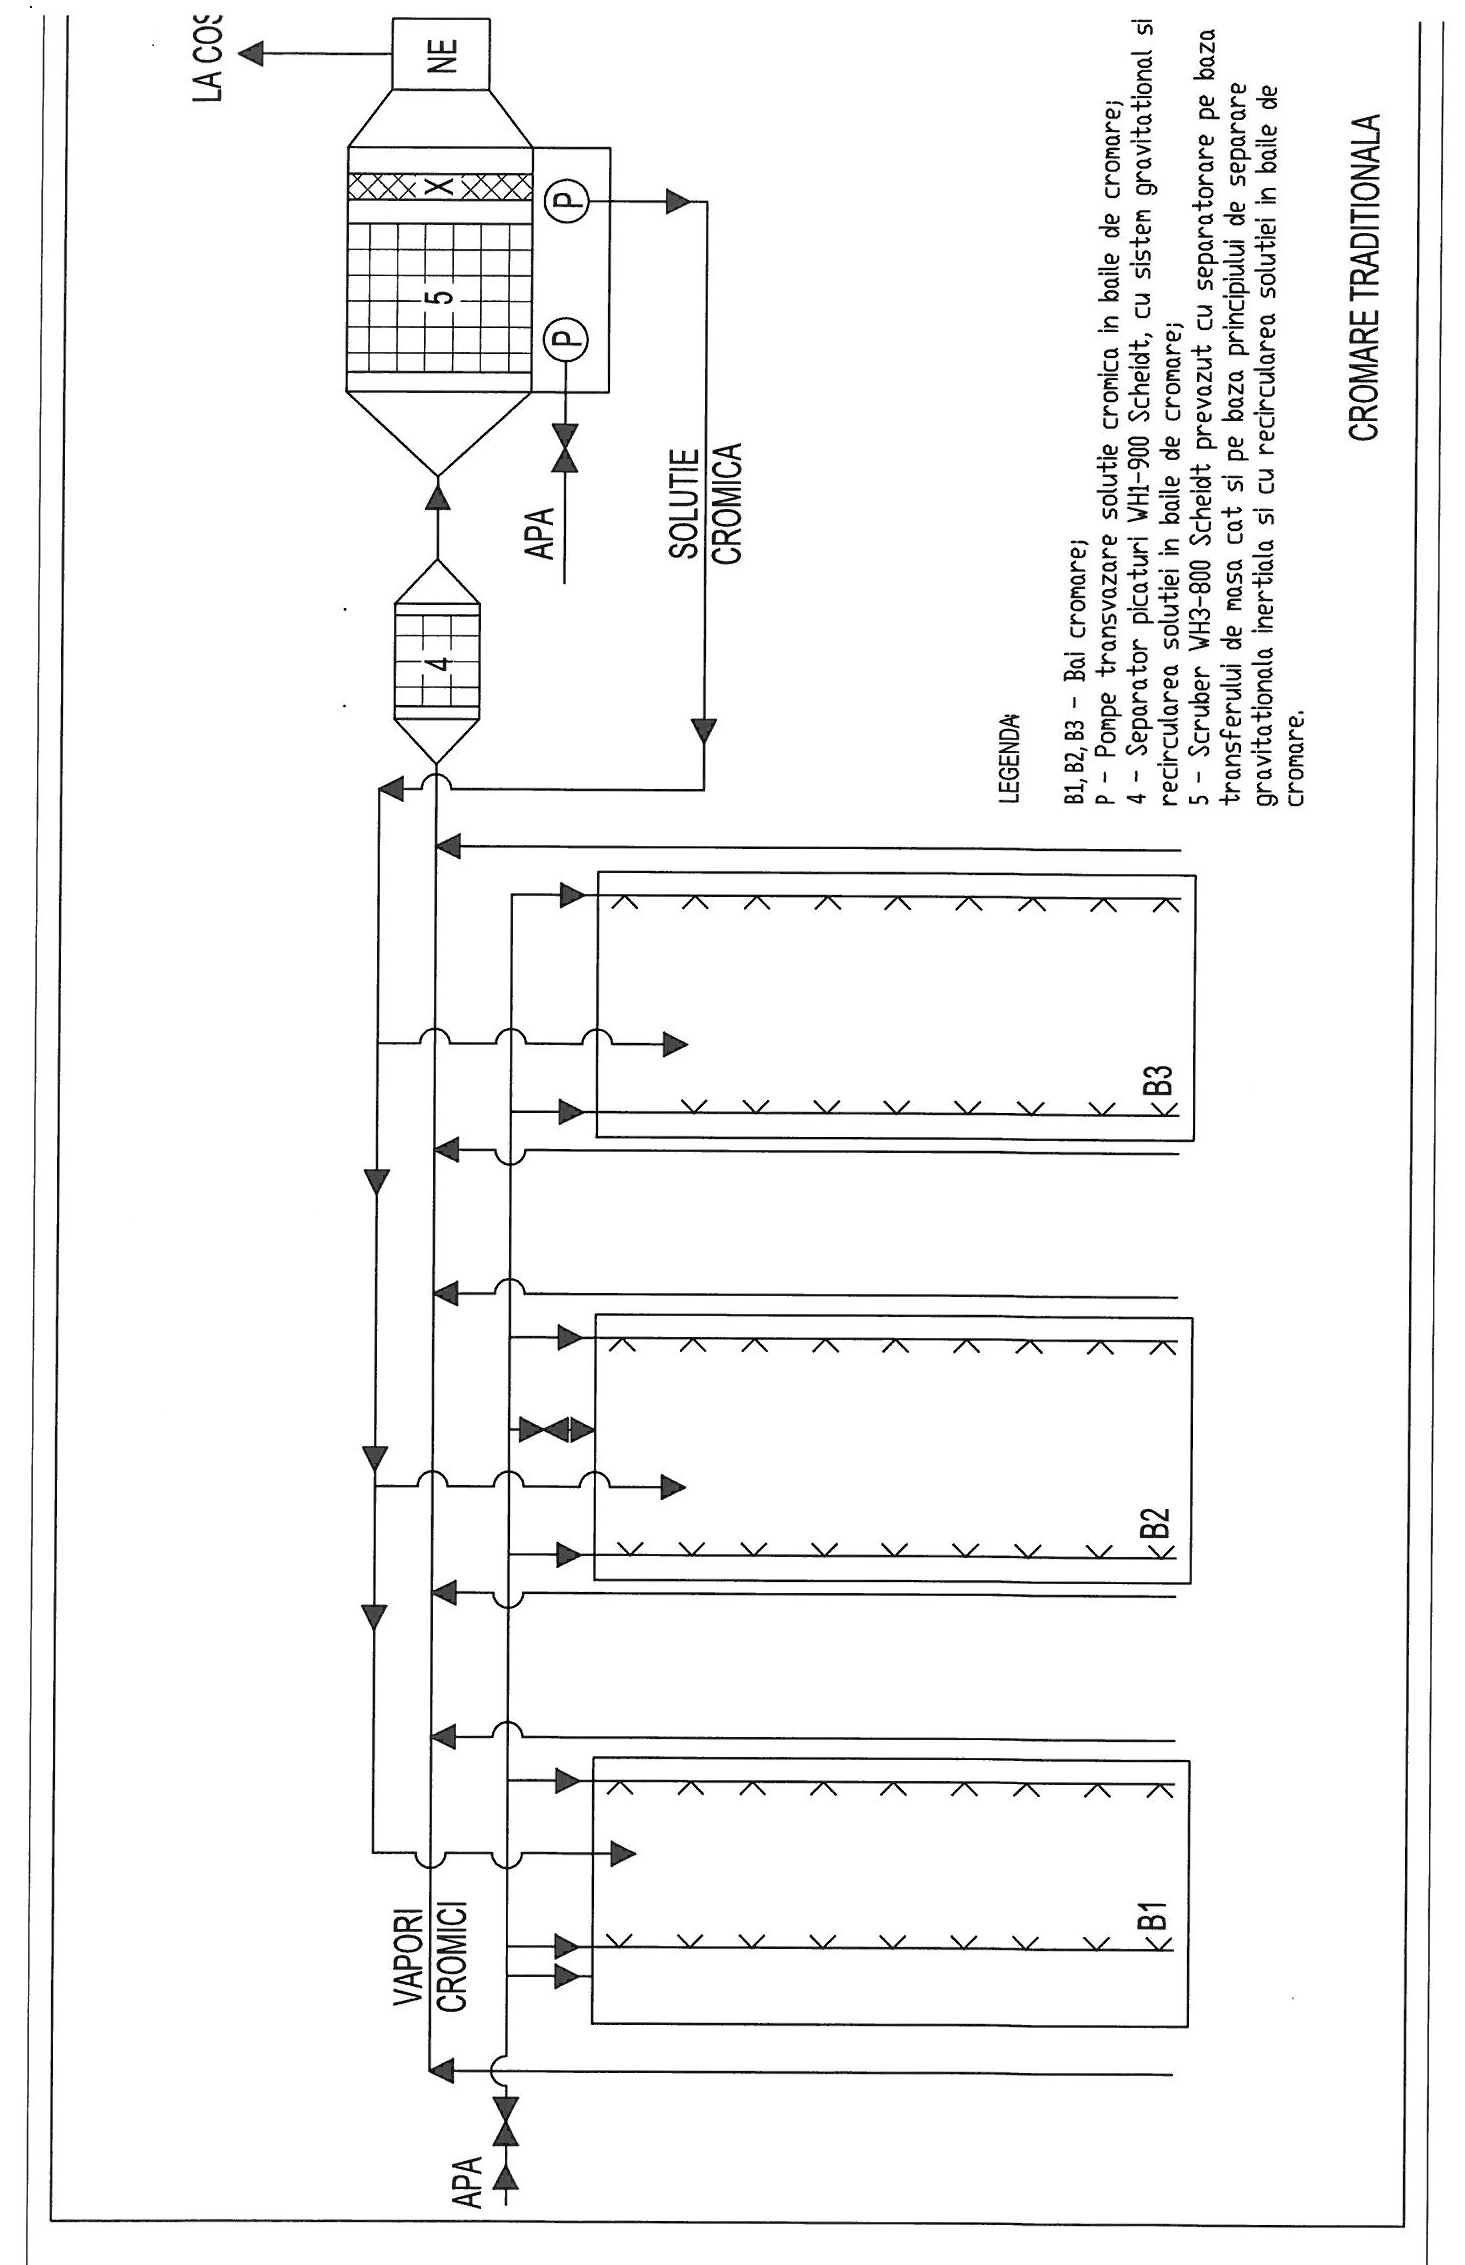 LA COS
NE
X
5
P
P
APA
SOLUTIE
CROMICA
4
VAPORI
CROMICI
APA
B1
B2
B3
LEGENDA:
B1, B2, B3 - Bai cromare;
P - Pompe transvazare solutie cromica in baile de cromare;
4 - Separator picaturi WH1-900 Scheidt, cu sistem gravitational si
recircularea solutiei in baile de cromare;
5 - Scruber WH3-800 Scheidt prevazut cu separatorare pe baza
transferului de masa cat si pe baza principiului de separare
gravitationala inertiala si cu recircularea solutiei in baile de
cromare.
CROMARE TRADITIONALA